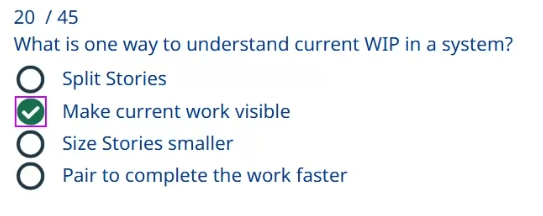 20 / 45
What is one way to understand current WIP in a system?
Split Stories
Make current work visible
Size Stories smaller
Pair to complete the work faster